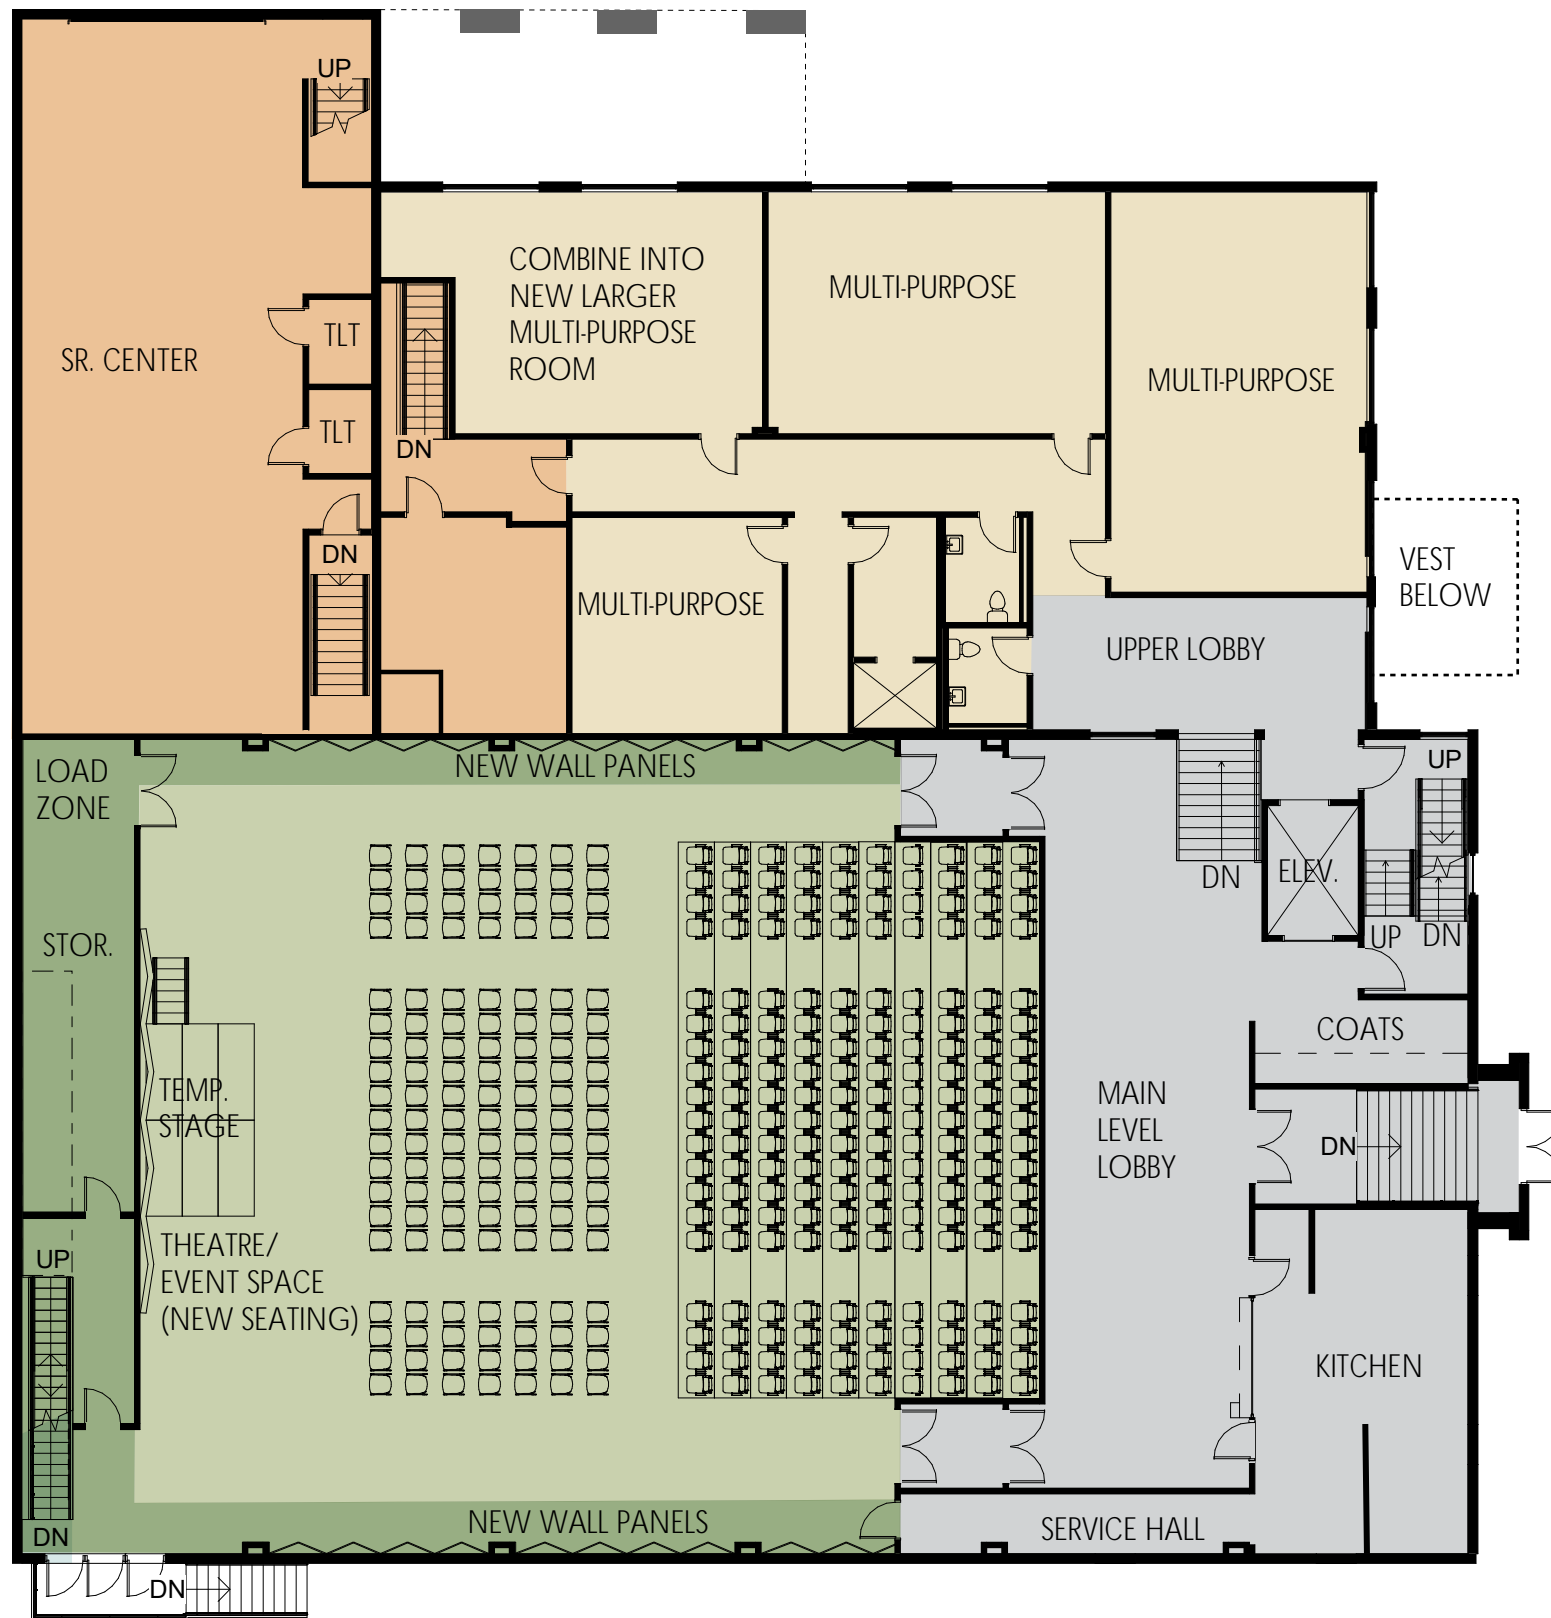 UP
COMBINE INTO
NEW LARGER
MULTI-PURPOSE
ROOM
MULTI-PURPOSE
MULTI-PURPOSE
SR. CENTER
TLT
TLT
DN
DN
MULTI-PURPOSE
VEST
BELOW
UPPER LOBBY
LOAD
ZONE
NEW WALL PANELS
UP
DN
ELEV.
STOR.
UP
DN
COATS
TEMP.
STAGE
MAIN
LEVEL
LOBBY
DN
THEATRE/
EVENT SPACE
(NEW SEATING)
UP
KITCHEN
NEW WALL PANELS
SERVICE HALL
DN
DN